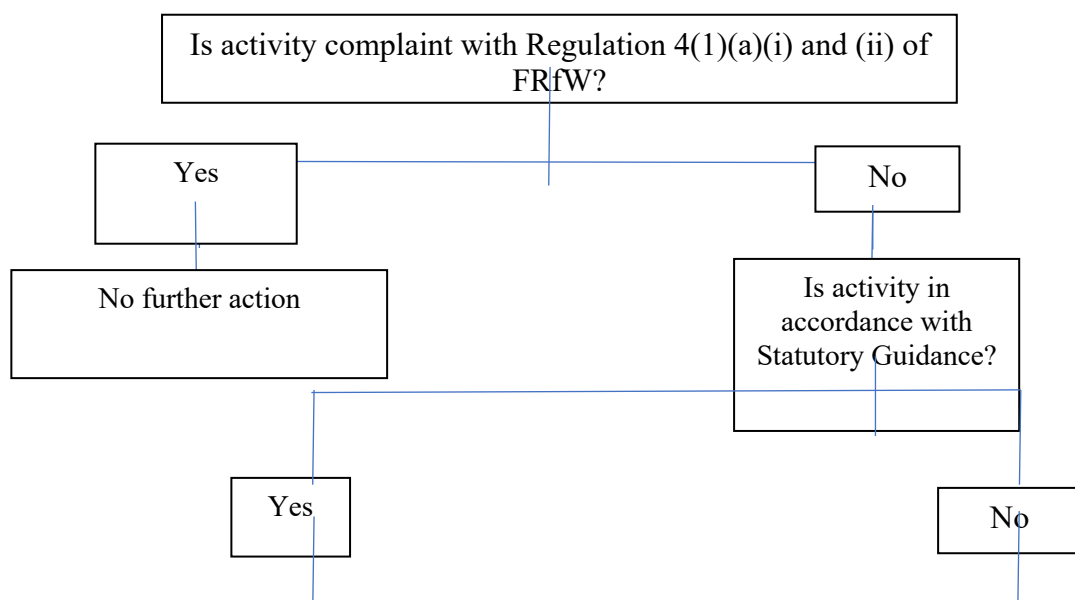 Is activity complaint with Regulation 4(1)(a)(i) and (ii) of
FRfW?
Yes
No
No further action
Is activity in
accordance with
Statutory Guidance?
Yes
No